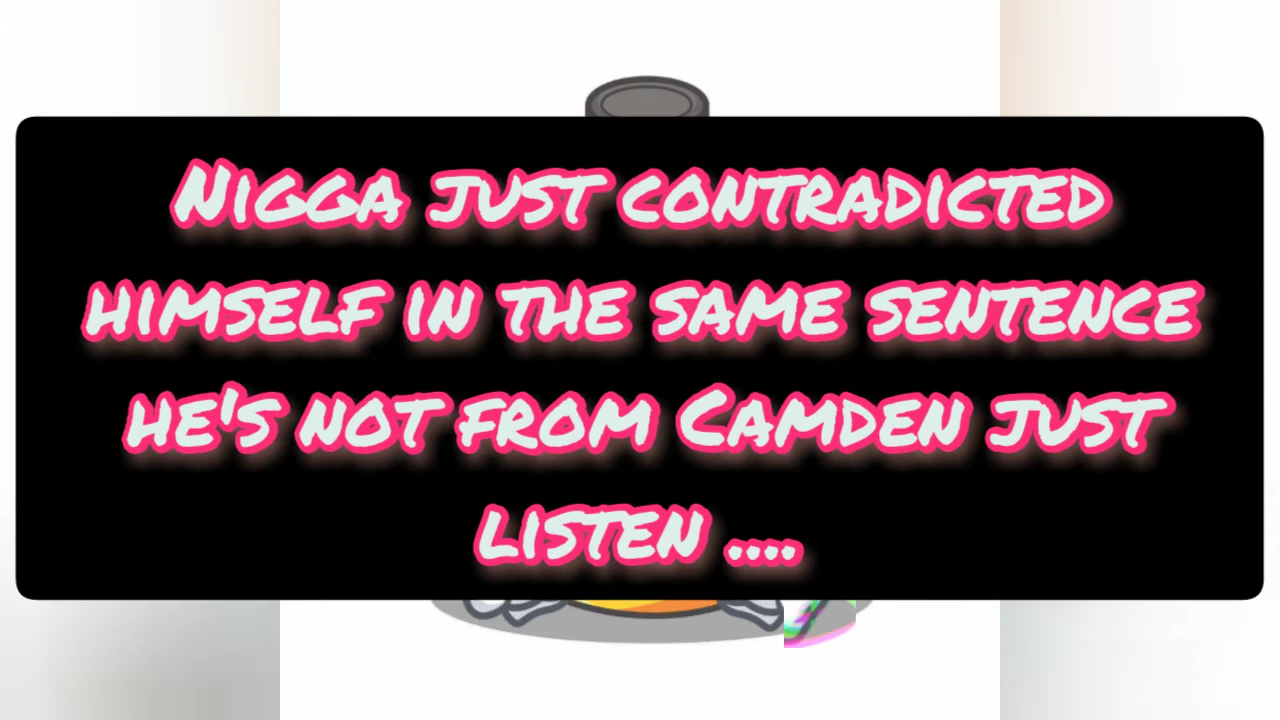 Nigga just contradicted
himself in the same sentence
he's not from Camden just
listen ....